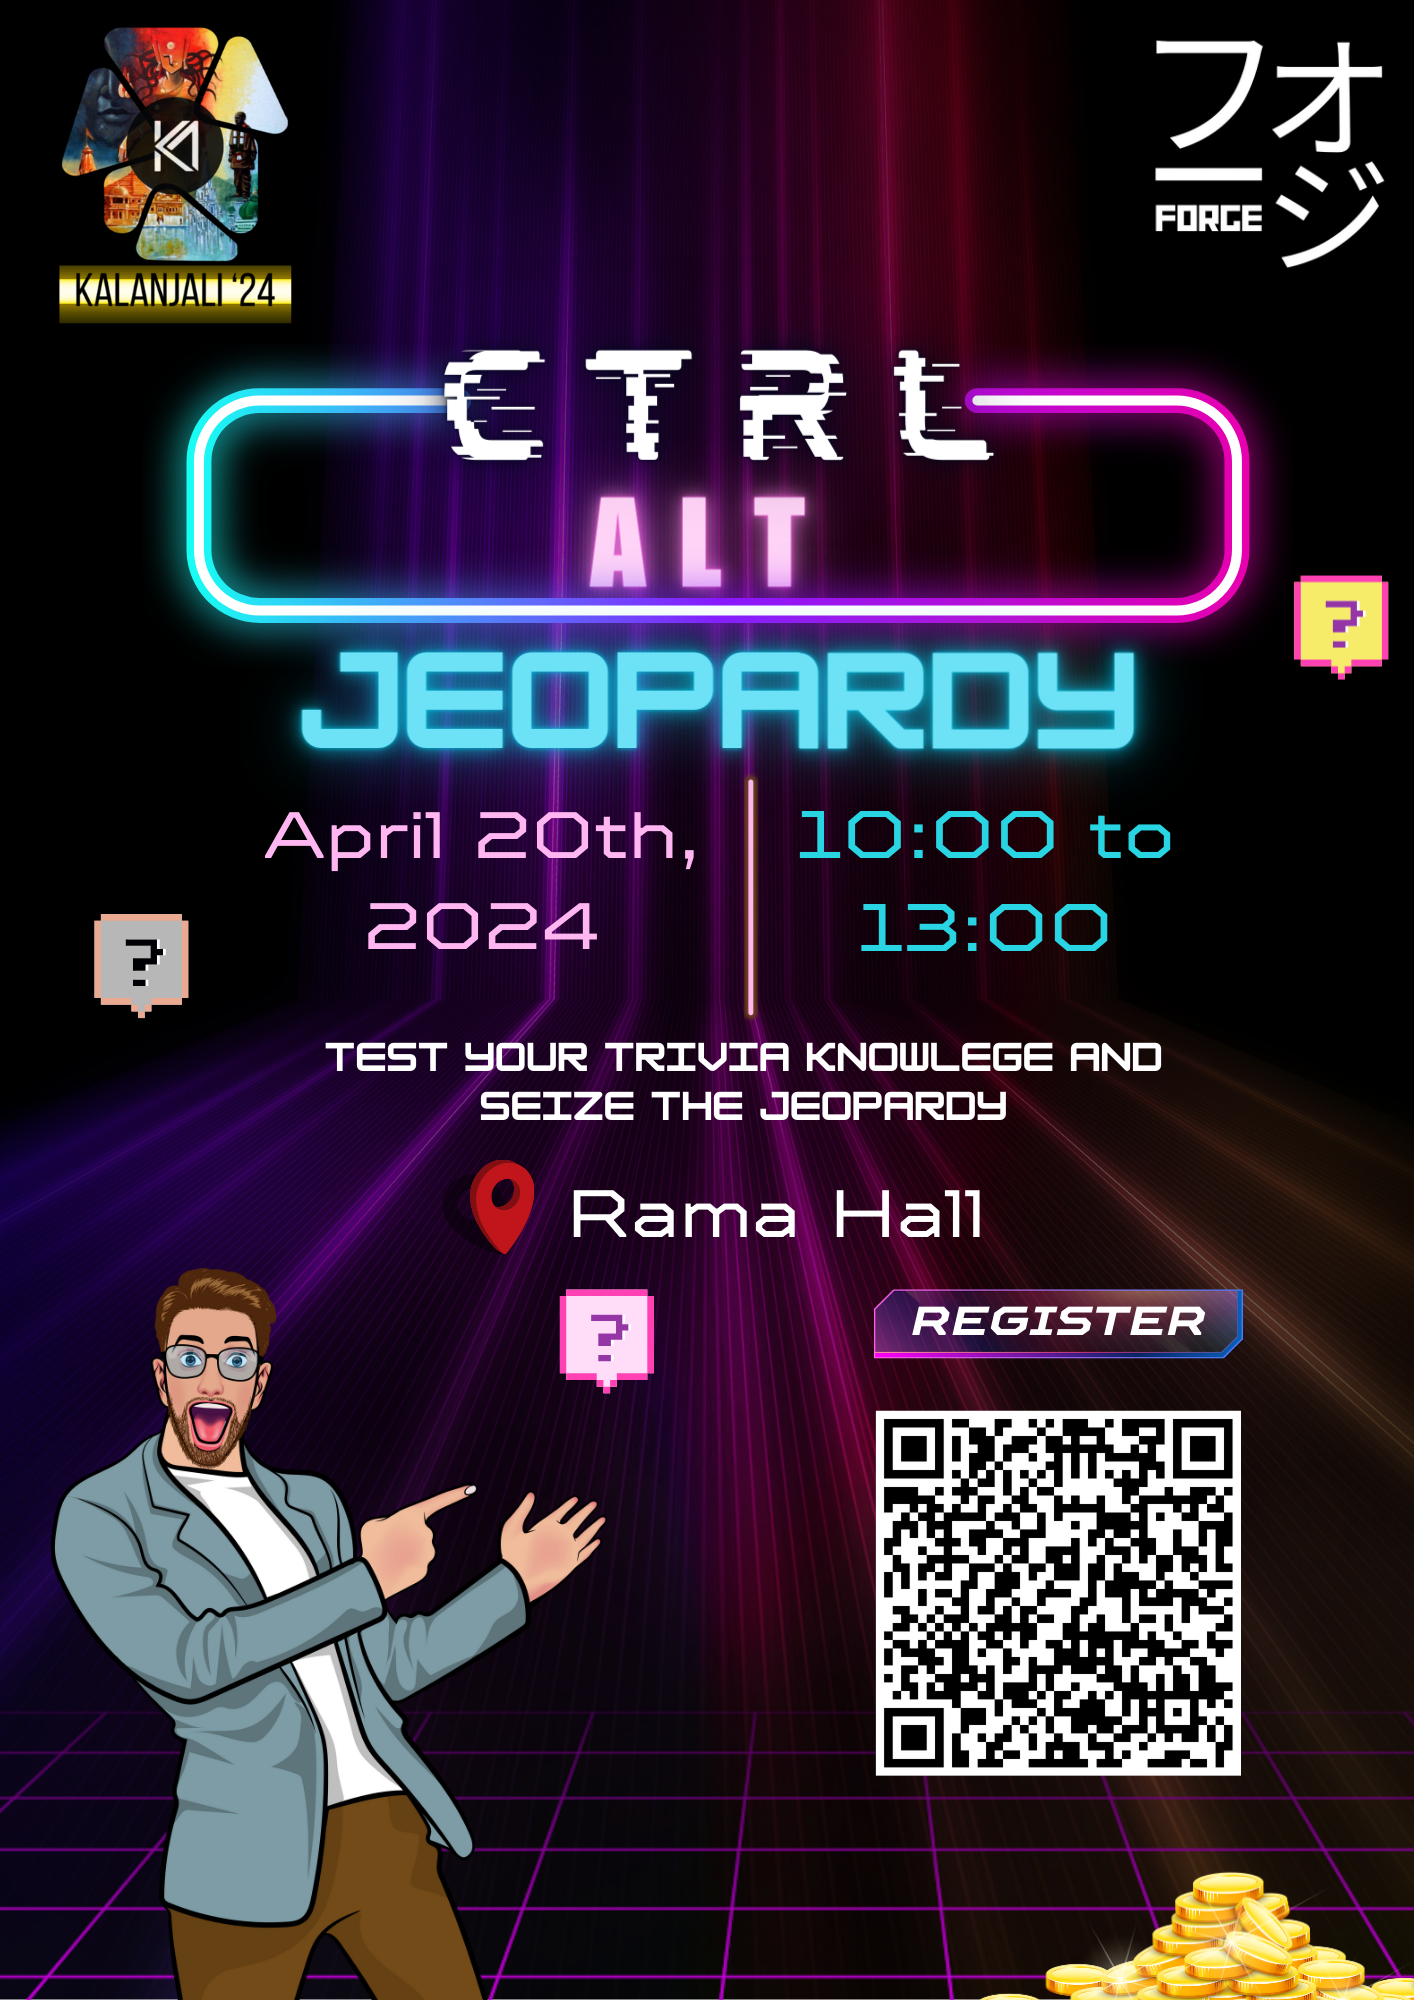 KALANJALI ‘24
フォ
ー
ジ
FORGE
CTRL
ALT
JEOPARDY
April 20th,
2024
10:00 to
13:00
TEST YOUR TRIVIA KNOWLEGE AND
SEIZE THE JEOPARDY
Rama Hall
?
?
?
REGISTER